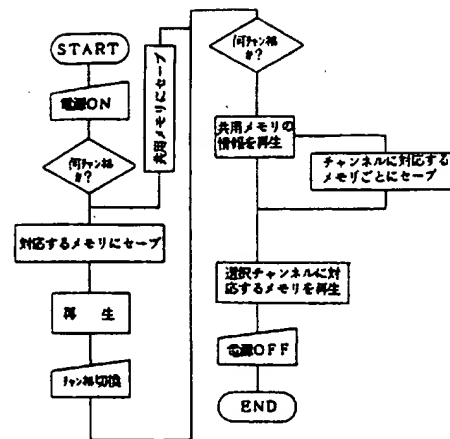 START
電源ON
何チャンネル
か?
共用メモリにセーブ
対応するメモリにセーブ
再 生
チャンネル切換
何チャンネル
か?
共用メモリの
情報を再生
チャンネルに対応する
メモリごとにセーブ
選択チャンネルに対
応するメモリを再生
電源OFF
END